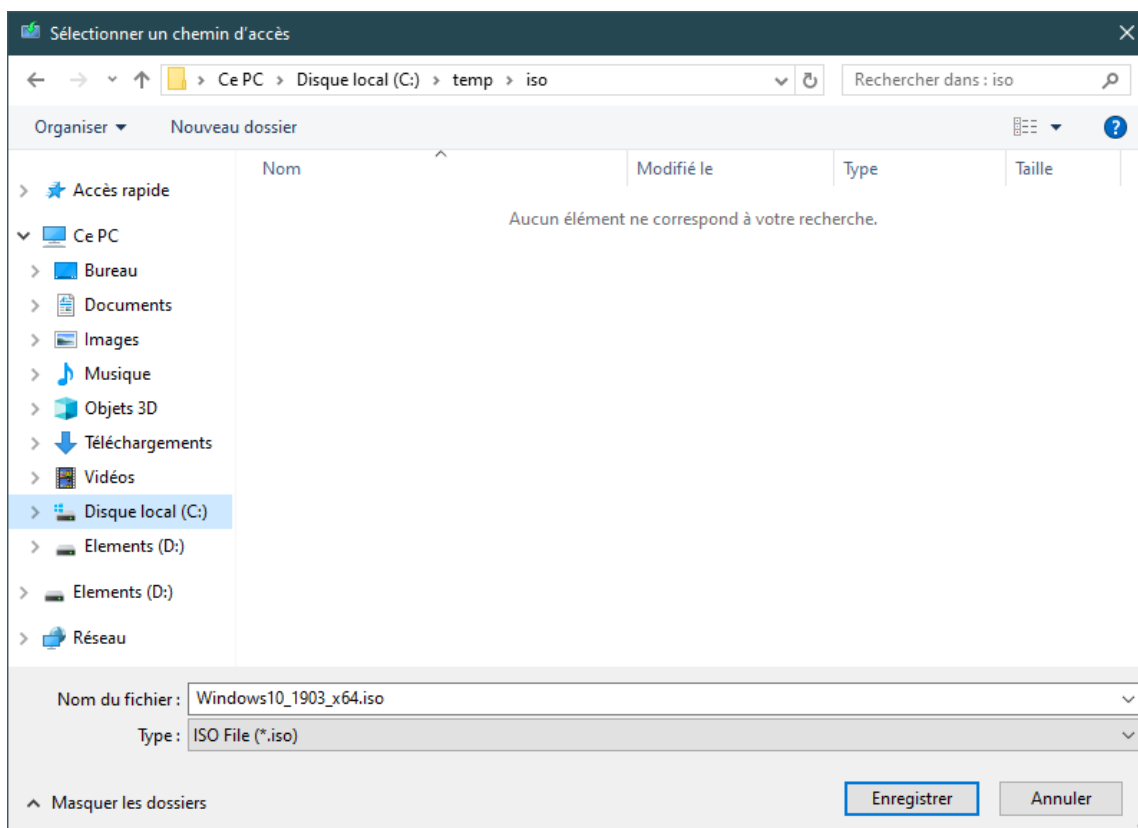 Sélectionner un chemin d'accès
Ce PC > Disque local (C:) > temp > iso
Rechercher dans : iso
Organiser
Nouveau dossier
?
Nom
Modifié le
Type
Taille
Aucun élément ne correspond à votre recherche.
Accès rapide
Ce PC
Bureau
Documents
Images
Musique
Objets 3D
Téléchargements
Vidéos
Disque local (C:)
Elements (D:)
Elements (D:)
Réseau
Nom du fichier : Windows10_1903_x64.iso
Type : ISO File (*.iso)
Masquer les dossiers
Enregistrer
Annuler